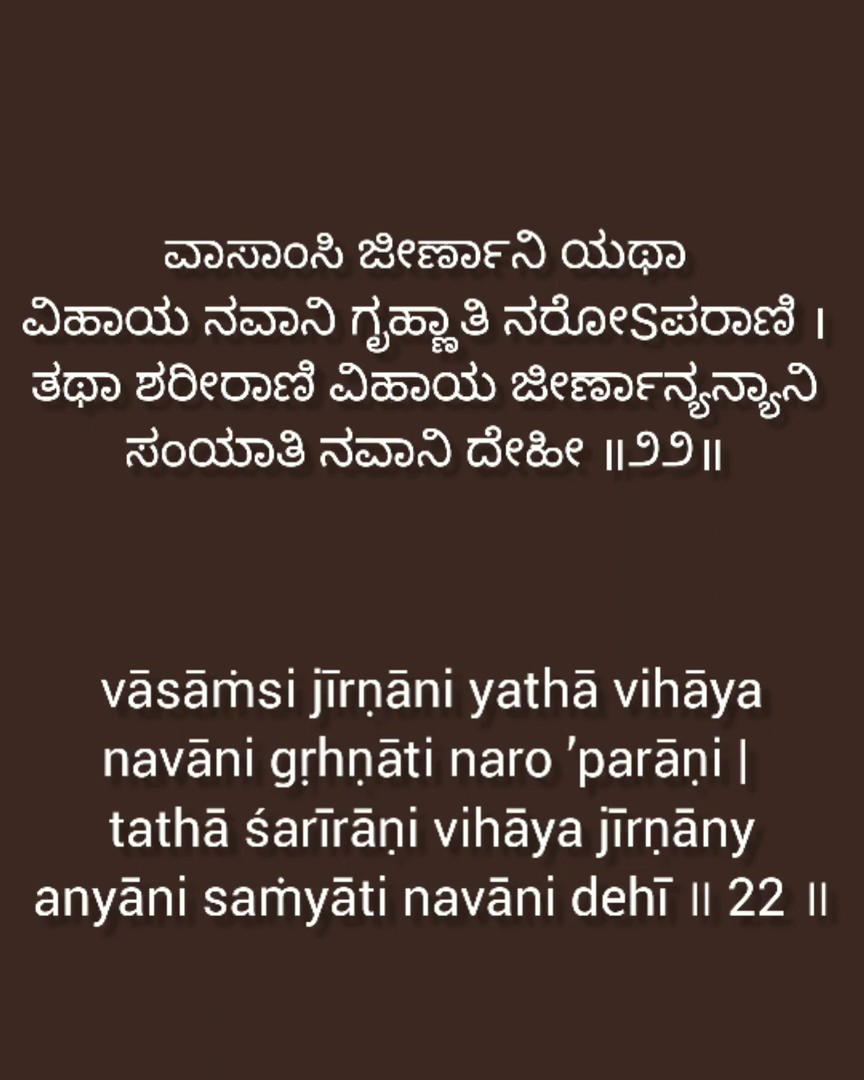 ವಾಸಾಂಸಿ ಜೀರ್ಣಾನಿ ಯಥಾ
ವಿಹಾಯ ನವಾನಿ ಗೃಹ್ಣಾತಿ ನರೋSಪರಾಣಿ ।
ತಥಾ ಶರೀರಾಣಿ ವಿಹಾಯ ಜೀರ್ಣಾನ್ಯನ್ಯಾನಿ
ಸಂಯಾತಿ ನವಾನಿ ದೇಹೀ ॥೨೨॥
vāsāṁsi jīrṇāni yathā vihāya
navāni gṛhṇāti naro ’parāṇi |
tathā śarīrāṇi vihāya jīrṇāny
anyāni saṁyāti navāni dehī ॥ 22 ॥